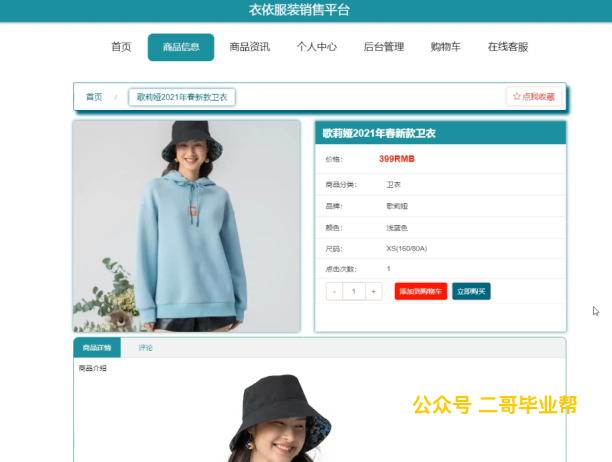 衣依服装销售平台
首页 商品信息 商品资讯 个人中心 后台管理 购物车 在线客服
首页 / 歌莉娅2021年春新款卫衣 ☆点我收藏
歌莉娅2021年春新款卫衣
价格: 399RMB
商品分类: 卫衣
品牌: 歌莉娅
颜色: 浅蓝色
尺码: XS(160/80A)
点击次数: 1
- 1 + 添加到购物车 立即购买
商品详情 评论
商品介绍
公众号 二哥毕业帮